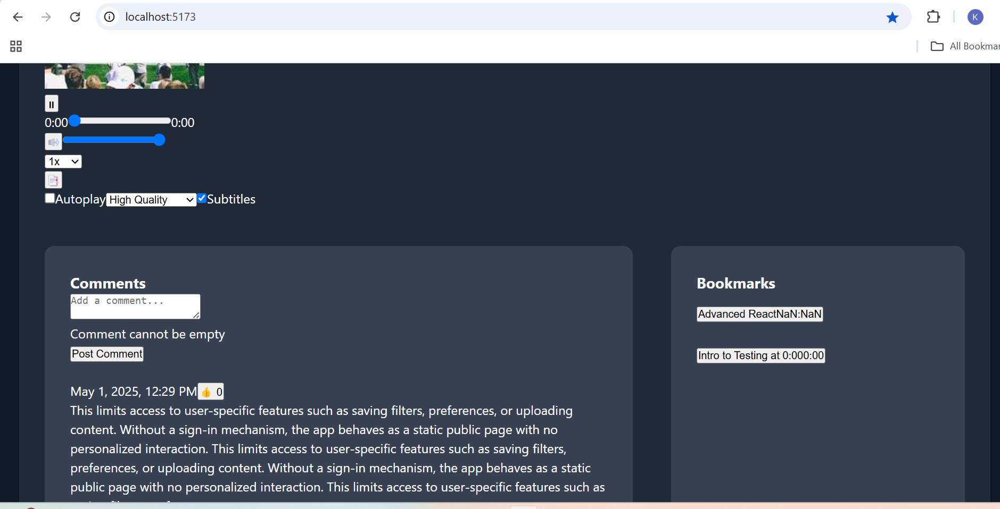 localhost:5173
K
All Bookmar
0:00 0:00
1x
Autoplay High Quality Subtitles
Comments
Add a comment...
Comment cannot be empty
Post Comment
May 1, 2025, 12:29 PM 👍 0
This limits access to user-specific features such as saving filters, preferences, or uploading
content. Without a sign-in mechanism, the app behaves as a static public page with no
personalized interaction. This limits access to user-specific features such as saving filters,
preferences, or uploading content. Without a sign-in mechanism, the app behaves as a static
public page with no personalized interaction. This limits access to user-specific features such as
Bookmarks
Advanced ReactNaN:NaN
Intro to Testing at 0:000:00